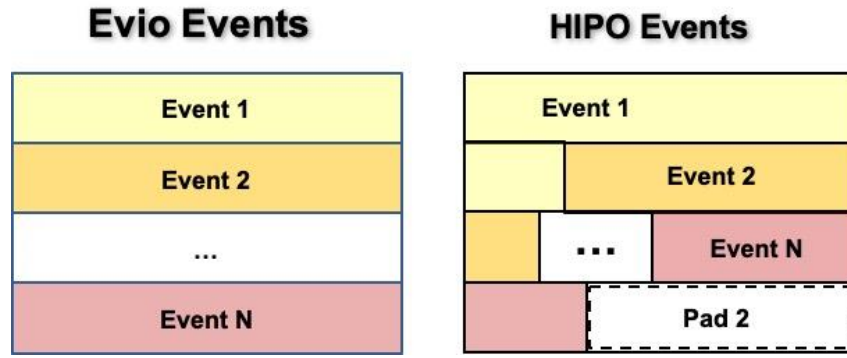 Evio Events
Event 1
Event 2
...
Event N
HIPO Events
Event 1
Event 2
... Event N
Pad 2